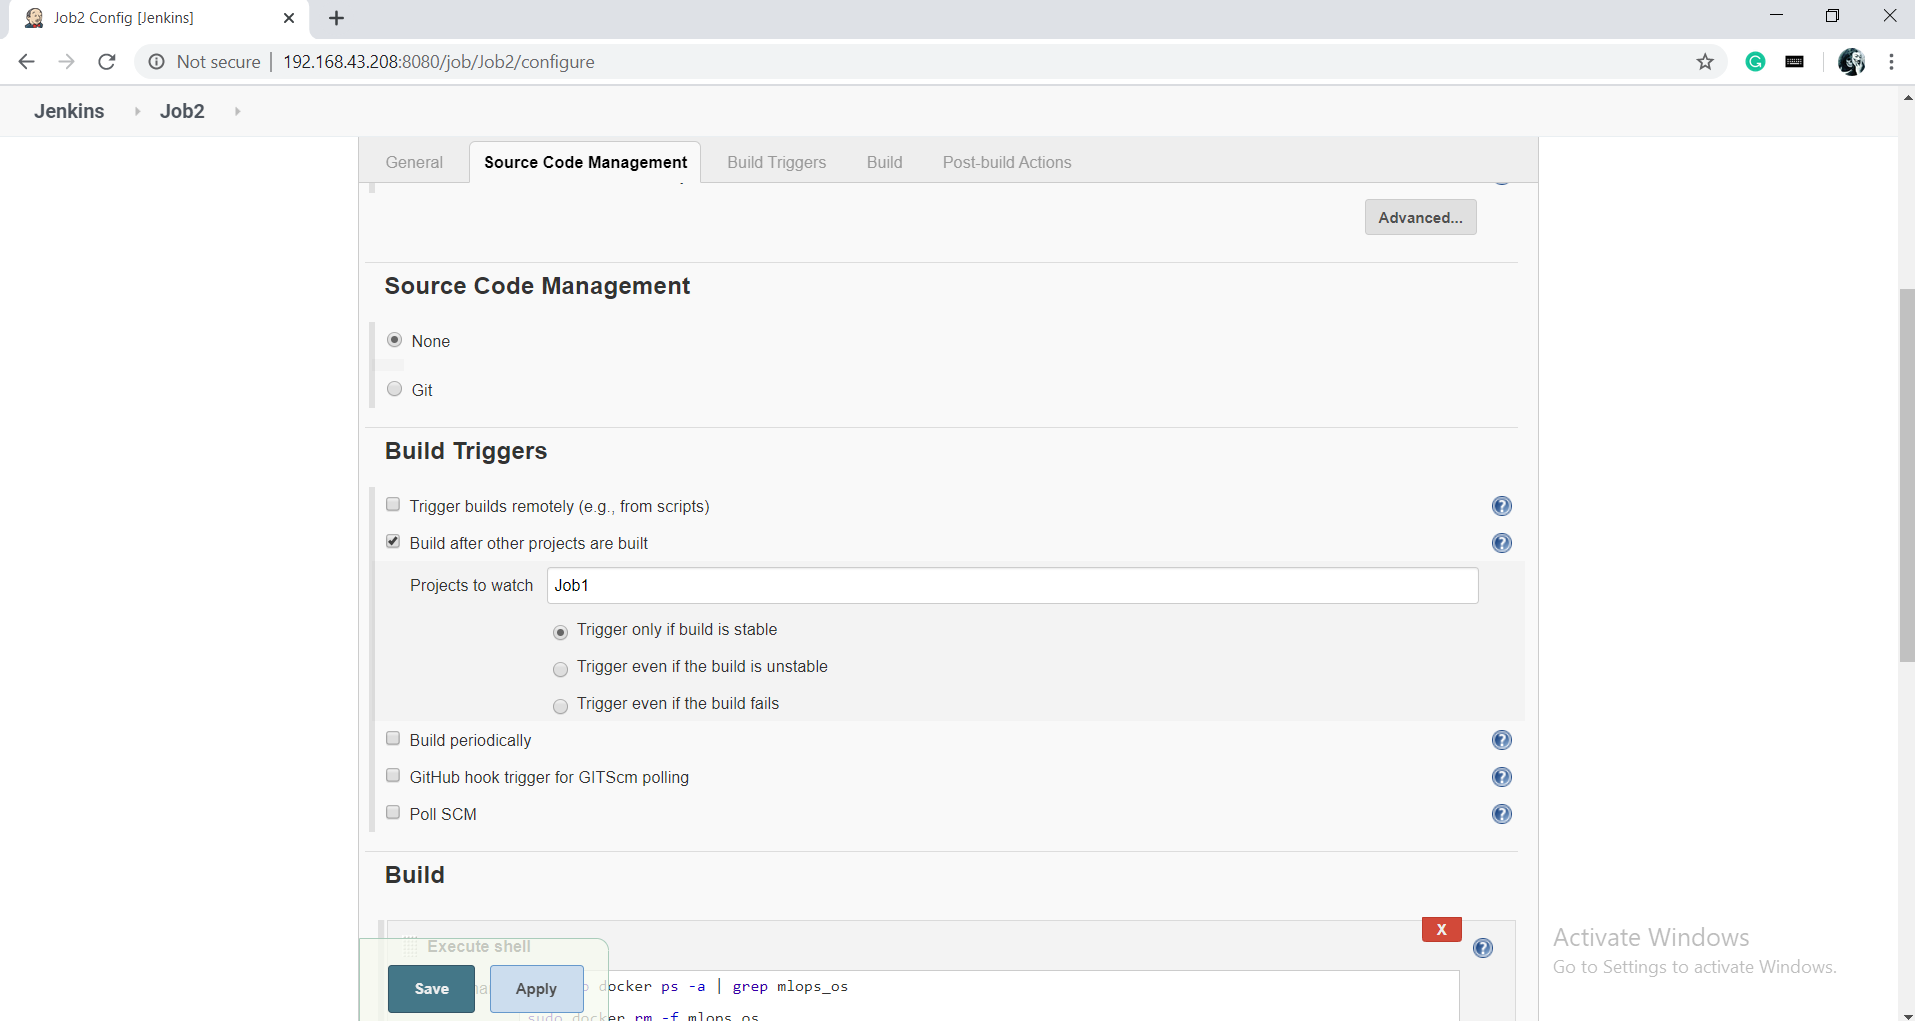 Job2 Config [Jenkins]
Not secure | 192.168.43.208:8080/job/Job2/configure
Jenkins Job2
General Source Code Management Build Triggers Build Post-build Actions
Advanced...
Source Code Management
None
Git
Build Triggers
Trigger builds remotely (e.g., from scripts)
Build after other projects are built
Projects to watch Job1
Trigger only if build is stable
Trigger even if the build is unstable
Trigger even if the build fails
Build periodically
GitHub hook trigger for GITScm polling
Poll SCM
Build
X
Execute shell
Save Apply
docker ps -a | grep mlops_os
sudo docker rm -f mlops_os
Activate Windows
Go to Settings to activate Windows.